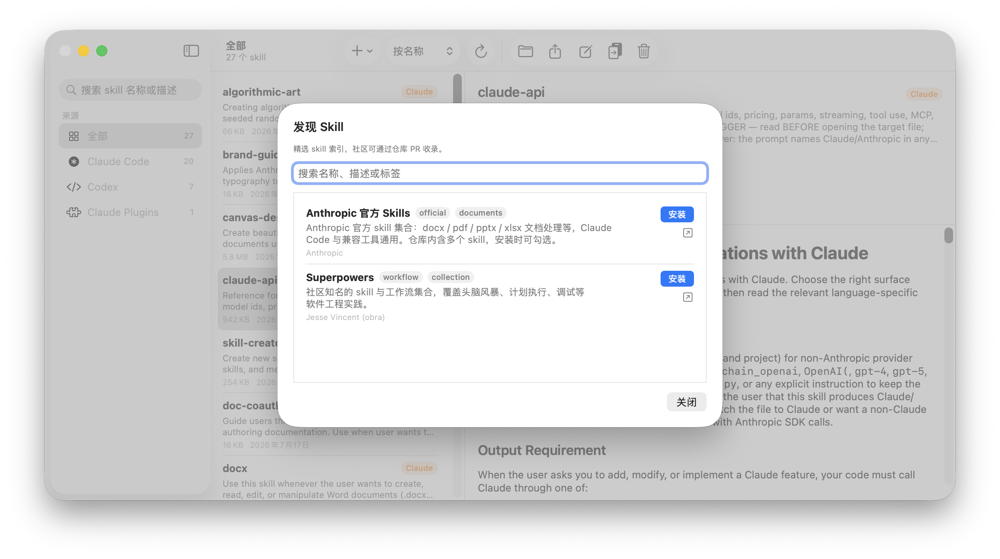 全部
27 个 skill
按名称
搜索 skill 名称或描述
来源
全部 27
Claude Code 20
Codex 7
Claude Plugins 1
algorithmic-art Claude
Creating algorit
seeded rando
66 KB 2026年
brand-guid
Applies Anthr
typography to
16 KB 2026年
canvas-des
Create beauti
documents us
5.8 MB 2026
claude-api
Reference for
model ids, pr
942 KB 2026
skill-creato
Create new s
skills, and me
254 KB 2026
doc-coauth
Guide users th
authoring documentation. Use when user wants t...
16 KB 2026年7月17日
docx Claude
Use this skill whenever the user wants to create,
read, edit, or manipulate Word documents (.docx...
claude-api Claude
ids, pricing, params, streaming, tool use, MCP,
GGER — read BEFORE opening the target file;
er: the prompt names Claude/Anthropic in any...
ations with Claude
s with Claude. Choose the right surface
then read the relevant language-specific
and project) for non-Anthropic provider
chain_openai, OpenAI(, gpt-4, gpt-5,
py, or any explicit instruction to keep the
the user that this skill produces Claude/
tch the file to Claude or want a non-Claude
with Anthropic SDK calls.
Output Requirement
When the user asks you to add, modify, or implement a Claude feature, your code must call
Claude through one of:
发现 Skill
精选 skill 索引，社区可通过仓库 PR 收录。
搜索名称、描述或标签
Anthropic 官方 Skills official documents 安装
Anthropic 官方 skill 集合：docx / pdf / pptx / xlsx 文档处理等，Claude
Code 与兼容工具通用。仓库内含多个 skill，安装时可勾选。
Anthropic
Superpowers workflow collection 安装
社区知名的 skill 与工作流集合，覆盖头脑风暴、计划执行、调试等
软件工程实践。
Jesse Vincent (obra)
关闭